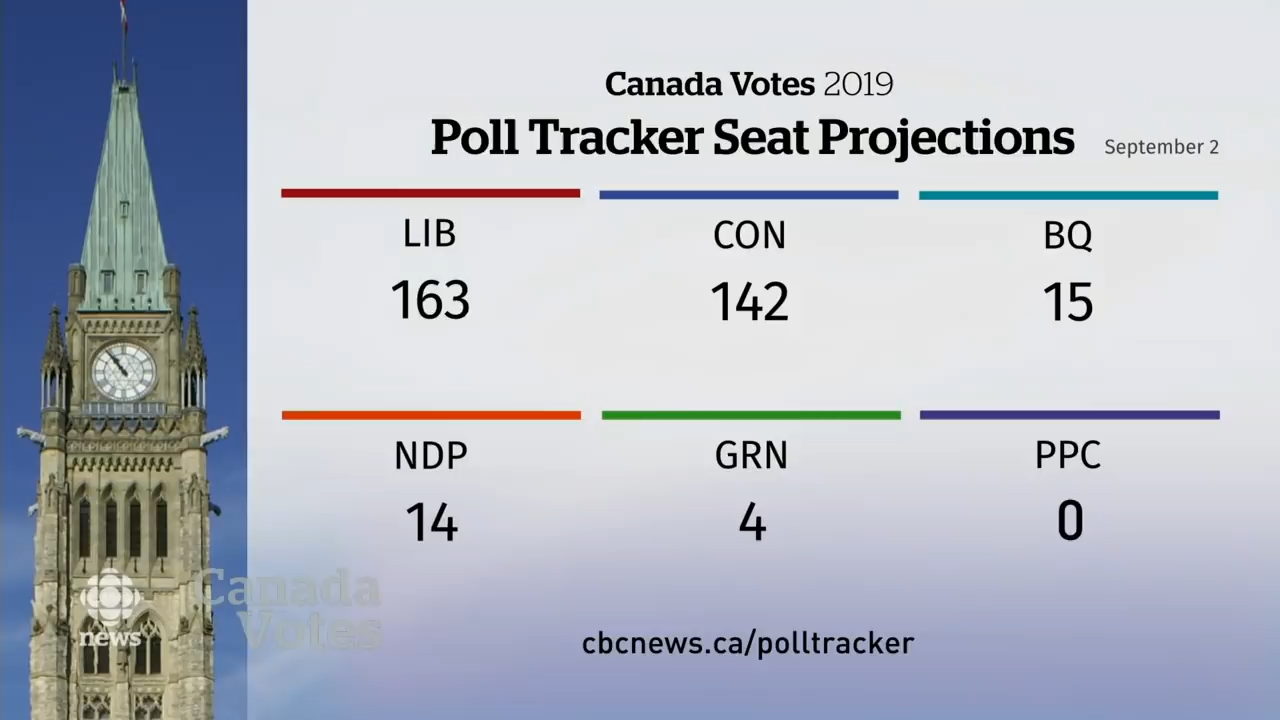 Canada Votes 2019
Poll Tracker Seat Projections September 2
LIB CON BQ
163 142 15
NDP GRN PPC
14 4 0
Canada
Votes
news
cbcnews.ca/polltracker